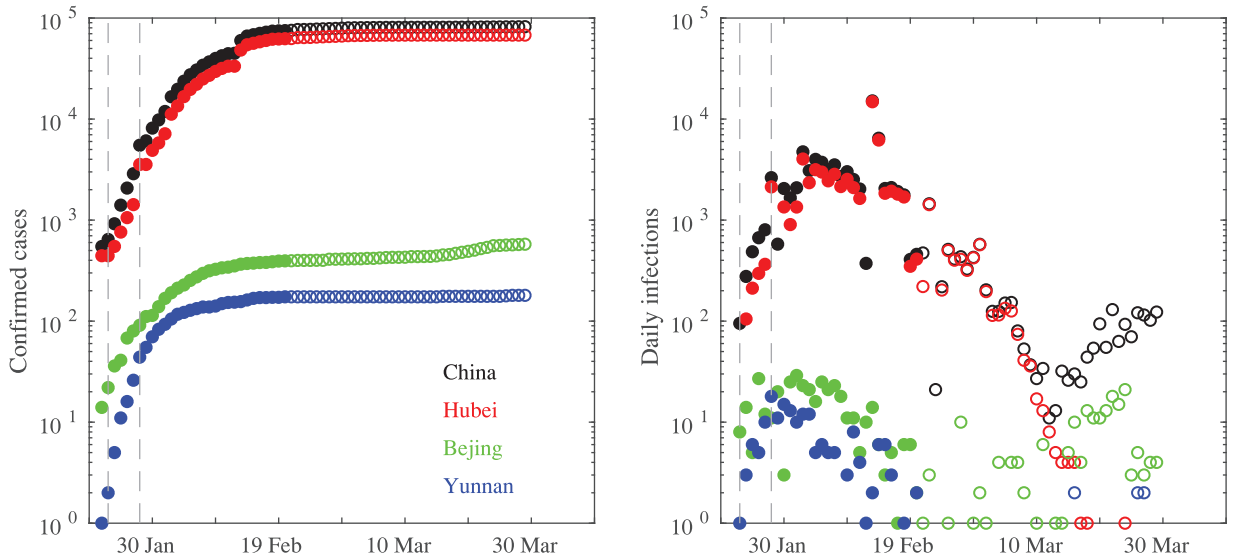 Confirmed cases
10^5
10^4
10^3
10^2
10^1
10^0
30 Jan
19 Feb
10 Mar
30 Mar
China
Hubei
Bejing
Yunnan
Daily infections
10^5
10^4
10^3
10^2
10^1
10^0
30 Jan
19 Feb
10 Mar
30 Mar